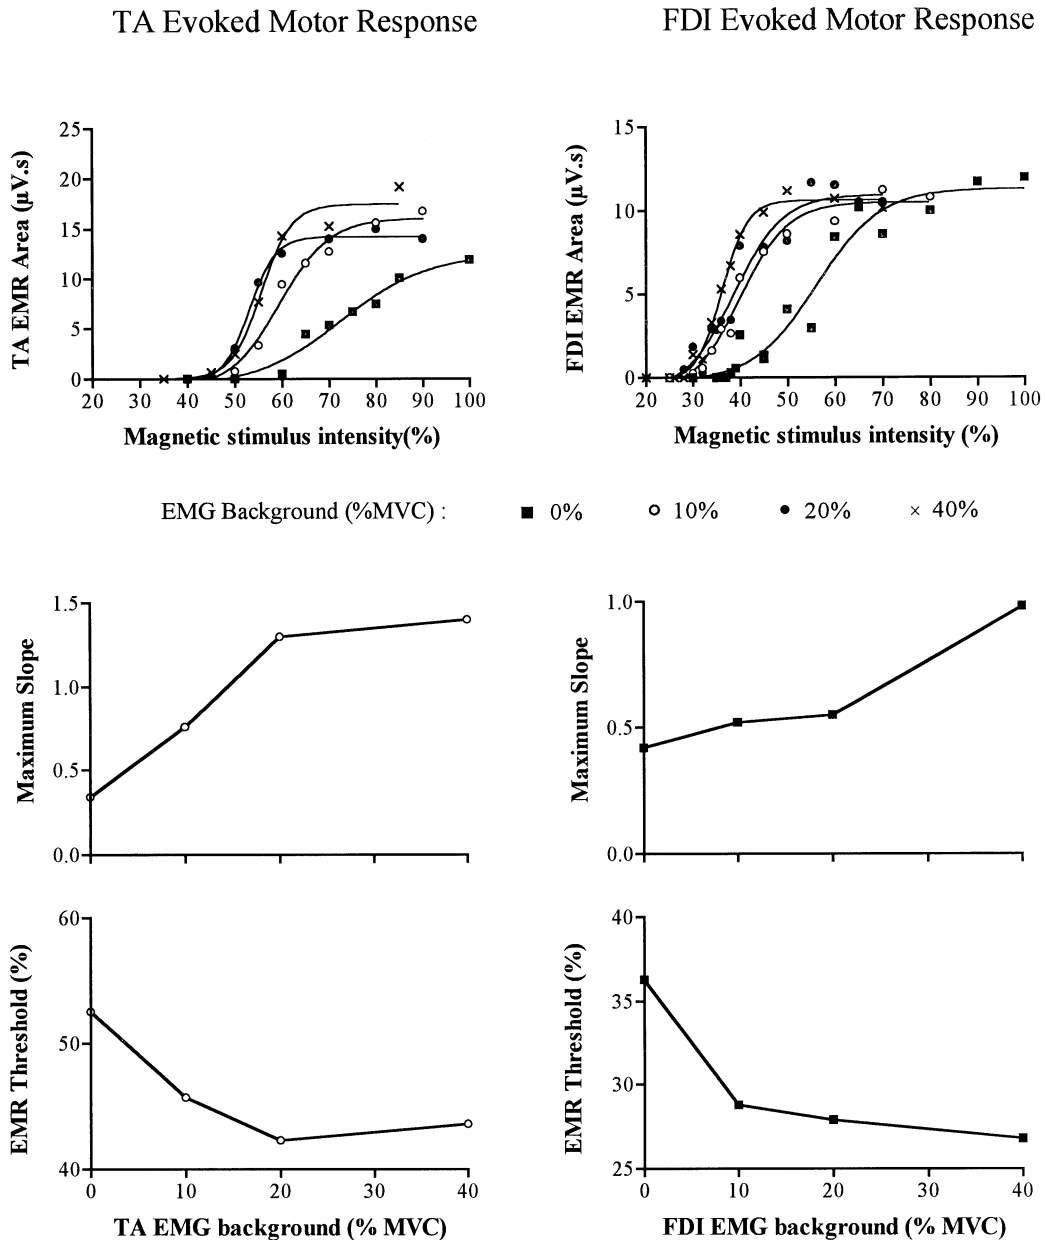 TA Evoked Motor Response
FDI Evoked Motor Response
TA EMR Area (µV.s)
25
20
15
10
5
0
20 30 40 50 60 70 80 90 100
Magnetic stimulus intensity(%)
FDI EMR Area (µV.s)
15
10
5
0
20 30 40 50 60 70 80 90 100
Magnetic stimulus intensity (%)
EMG Background (%MVC) : 0% 10% 20% 40%
Maximum Slope
1.5
1.0
0.5
0.0
Maximum Slope
1.0
0.5
0.0
EMR Threshold (%)
60
50
40
0 10 20 30 40
TA EMG background (% MVC)
EMR Threshold (%)
40
35
30
25
0 10 20 30 40
FDI EMG background (% MVC)